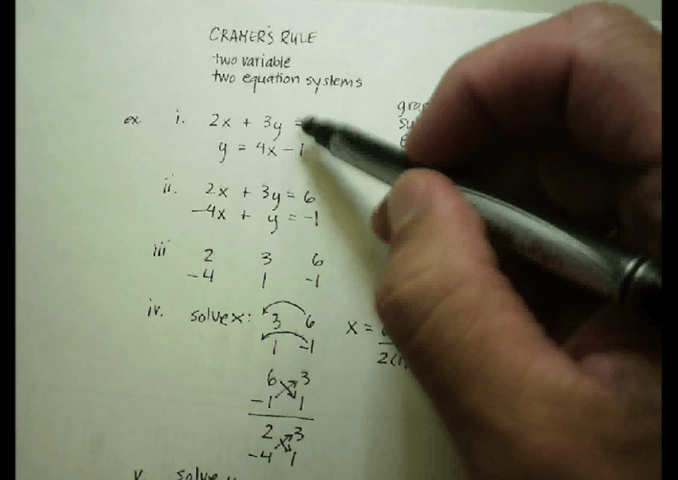 CRAMER'S RULE
two variable
two equation systems
ex. i. 2x + 3y =
y = 4x - 1
ii. 2x + 3y = 6
-4x + y = -1
iii 2 3 6
-4 1 -1
iv. solve x: 3 6
1 -1
x =
2(1)
6 3
-1 1
2 3
-4 1
v. solve